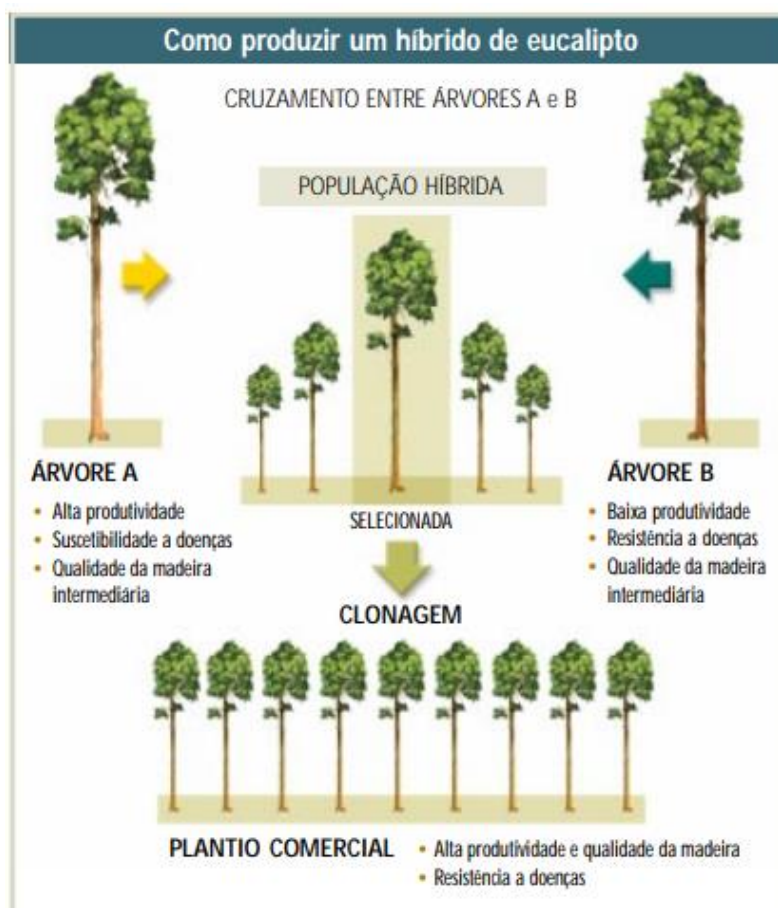 Como produzir um híbrido de eucalipto
CRUZAMENTO ENTRE ÁRVORES A e B
POPULAÇÃO HÍBRIDA
SELECIONADA
ÁRVORE A
• Alta produtividade
• Suscetibilidade a doenças
• Qualidade da madeira
intermediária
ÁRVORE B
• Baixa produtividade
• Resistência a doenças
• Qualidade da madeira
intermediária
CLONAGEM
PLANTIO COMERCIAL
• Alta produtividade e qualidade da madeira
• Resistência a doenças